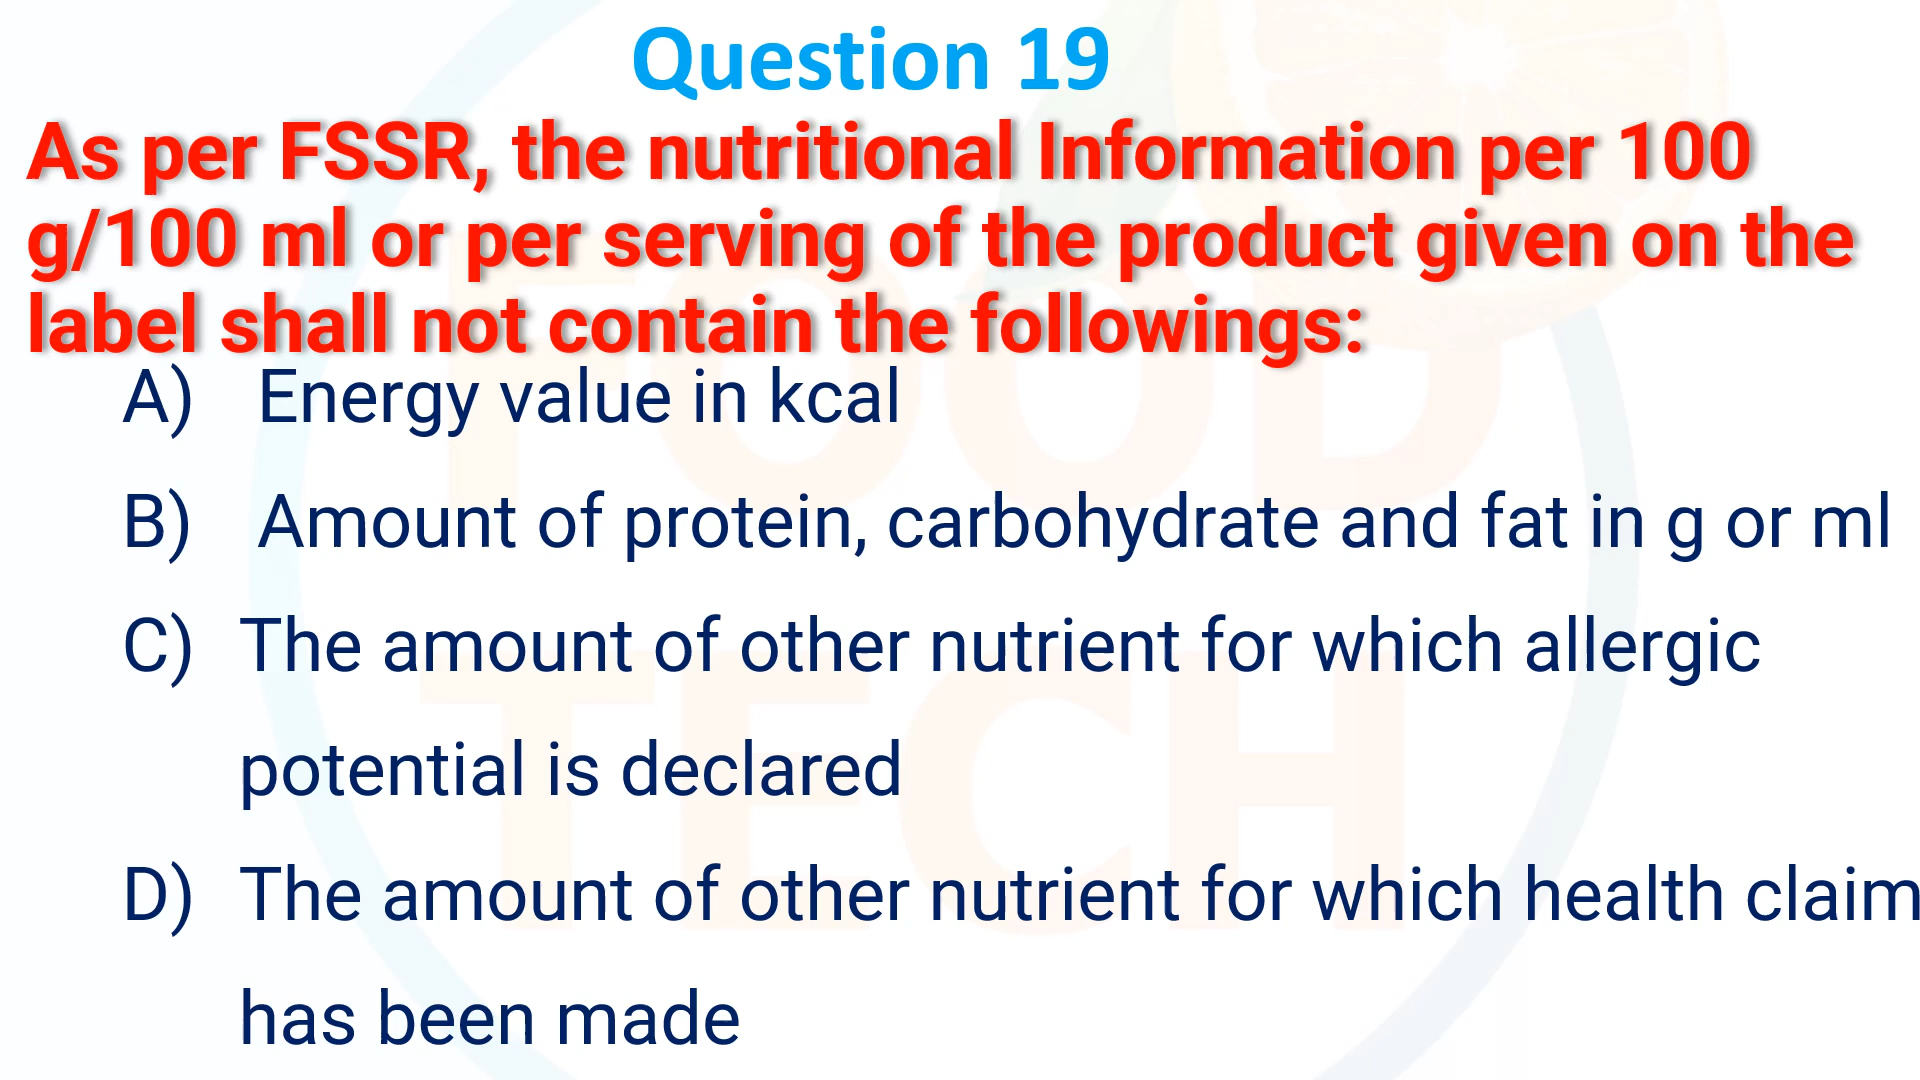 Question 19
As per FSSR, the nutritional Information per 100
g/100 ml or per serving of the product given on the
label shall not contain the followings:
A) Energy value in kcal
B) Amount of protein, carbohydrate and fat in g or ml
C) The amount of other nutrient for which allergic
potential is declared
D) The amount of other nutrient for which health claim
has been made
FOOD
TECH